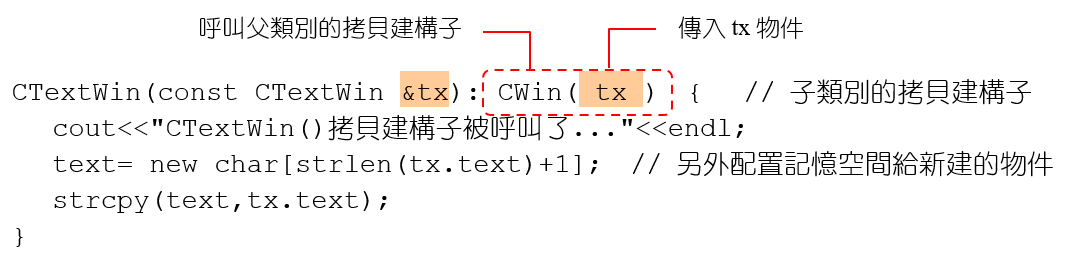 呼叫父類別的拷貝建構子 傳入 tx 物件
CTextWin(const CTextWin &tx): CWin( tx ) { // 子類別的拷貝建構子
cout<<"CTextWin()拷貝建構子被呼叫了..."<<endl;
text= new char[strlen(tx.text)+1]; // 另外配置記憶空間給新建的物件
strcpy(text,tx.text);
}